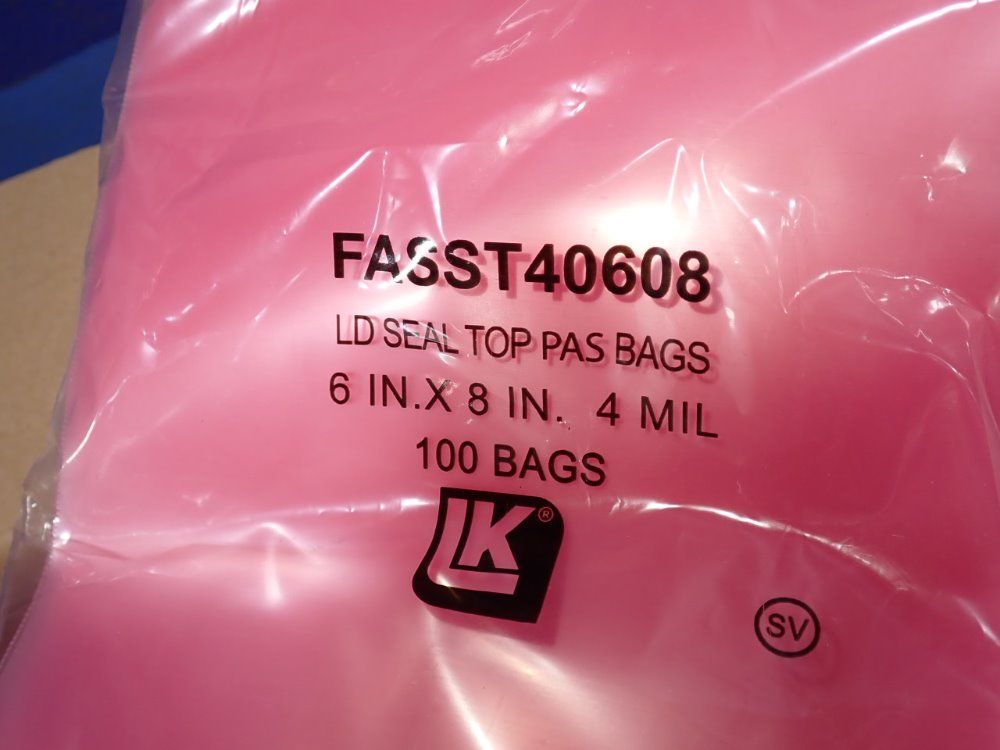 FASST40608
LD SEAL TOP PAS BAGS
6 IN.X 8 IN. 4 MIL
100 BAGS
LK®
SV